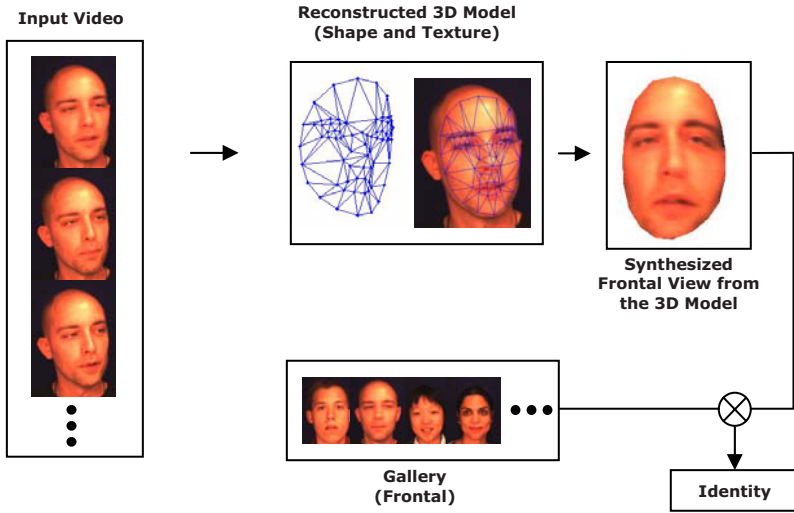 Input Video
Reconstructed 3D Model
(Shape and Texture)
Synthesized
Frontal View from
the 3D Model
Gallery
(Frontal)
Identity